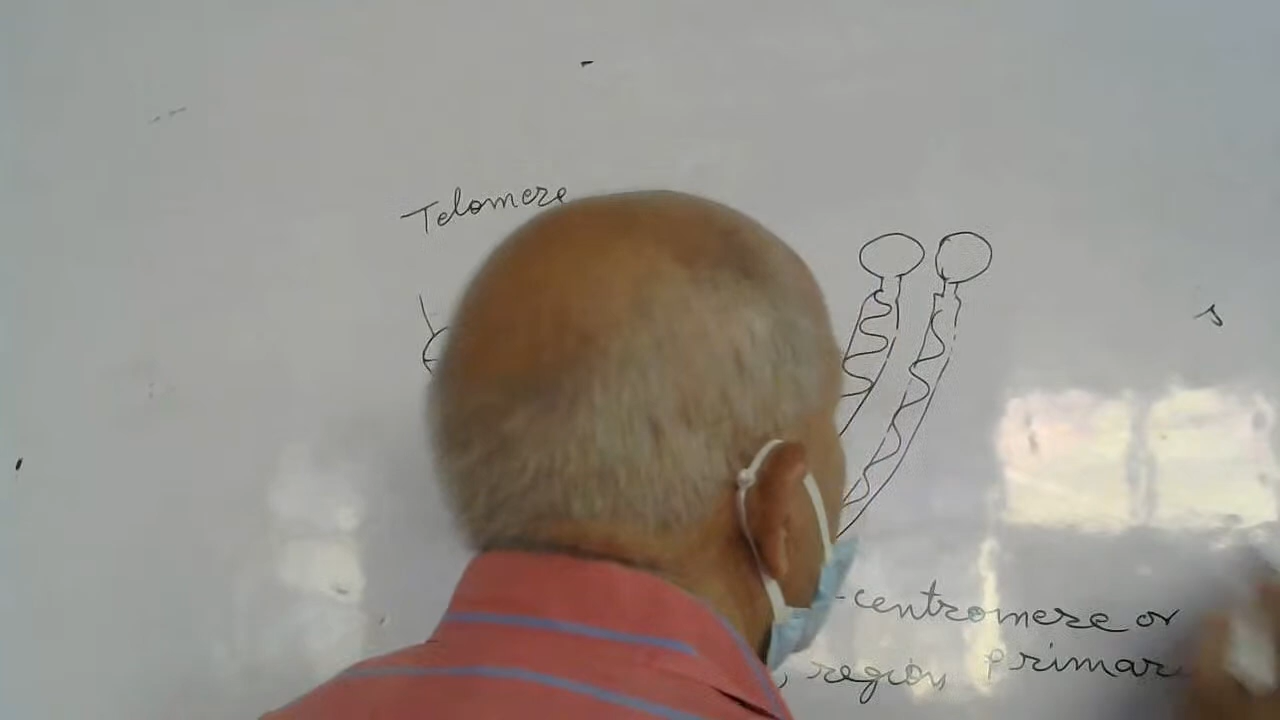 Telomere
s
-centromere or
, region, primar